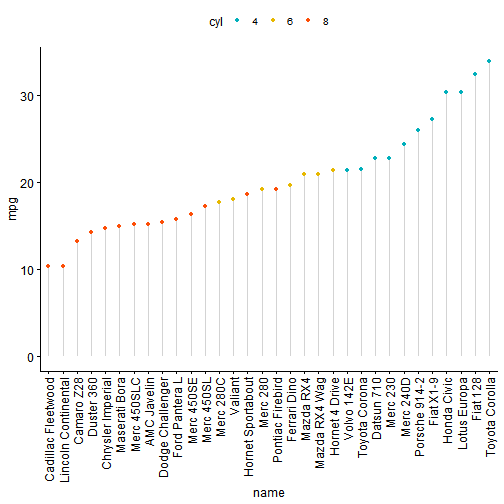 cyl 4 6 8
mpg
30
20
10
0
Cadillac Fleetwood
Lincoln Continental
Camaro Z28
Duster 360
Chrysler Imperial
Maserati Bora
Merc 450SLC
AMC Javelin
Dodge Challenger
Ford Pantera L
Merc 450SE
Merc 450SL
Merc 280C
Valiant
Hornet Sportabout
Merc 280
Pontiac Firebird
Ferrari Dino
Mazda RX4
Mazda RX4 Wag
Hornet 4 Drive
Volvo 142E
Toyota Corona
Datsun 710
Merc 230
Merc 240D
Porsche 914-2
Fiat X1-9
Honda Civic
Lotus Europa
Fiat 128
Toyota Corolla
name